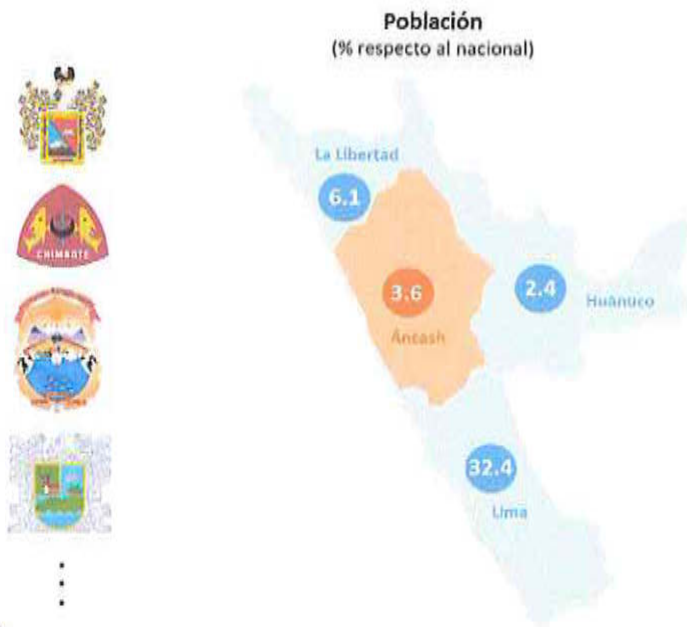 Población
(% respecto al nacional)
La Libertad
6.1
CHIMBOTE
3.6
2.4
Huánuco
Áncash
32.4
Lima